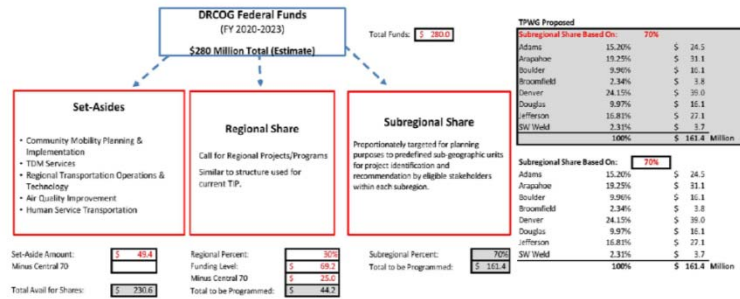 DRCOG Federal Funds
(FY 2020-2023)
$280 Million Total (Estimate)
Total Funds: $ 280.0
Set-Asides
• Community Mobility Planning &
Implementation
• TDM Services
• Regional Transportation Operations &
Technology
• Air Quality Improvement
• Human Service Transportation
Regional Share
Call for Regional Projects/Programs
Similar to structure used for
current TIP.
Subregional Share
Proportionately targeted for planning
purposes to predefined sub-geographic units
for project identification and
recommendation by eligible stakeholders
within each subregion.
Set-Aside Amount: $ 49.4
Minus Central 70
Total Avail for Shares: $ 230.6
Regional Percent: 30%
Funding Level: $ 69.2
Minus Central 70 $ 25.0
Total to be Programmed: $ 44.2
Subregional Percent: 70%
Total to be Programmed: $ 161.4
TPWG Proposed
Subregional Share Based On: 70%
Adams 15.20% $ 24.5
Arapahoe 19.25% $ 31.1
Boulder 9.96% $ 16.1
Broomfield 2.34% $ 3.8
Denver 24.15% $ 39.0
Douglas 9.97% $ 16.1
Jefferson 16.81% $ 27.1
SW Weld 2.31% $ 3.7
100% $ 161.4 Million
Subregional Share Based On: 70%
Adams 15.20% $ 24.5
Arapahoe 19.25% $ 31.1
Boulder 9.96% $ 16.1
Broomfield 2.34% $ 3.8
Denver 24.15% $ 39.0
Douglas 9.97% $ 16.1
Jefferson 16.81% $ 27.1
SW Weld 2.31% $ 3.7
100% $ 161.4 Million